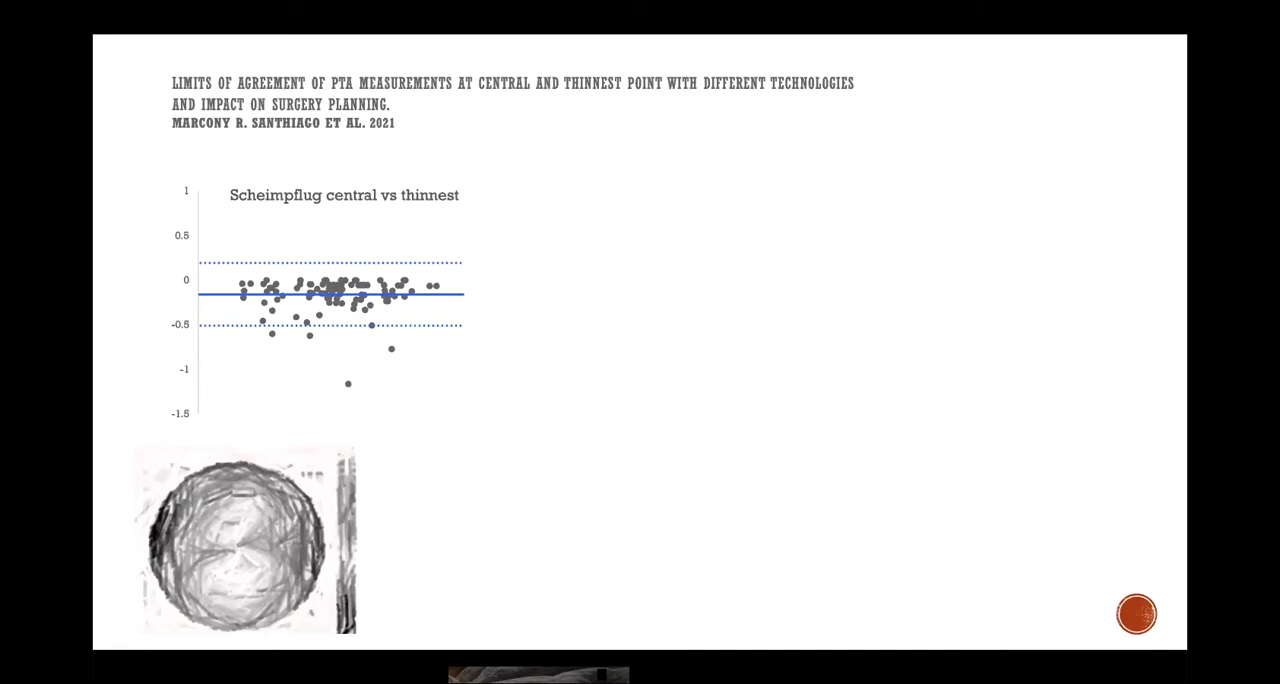 LIMITS OF AGREEMENT OF PTA MEASUREMENTS AT CENTRAL AND THINNEST POINT WITH DIFFERENT TECHNOLOGIES
AND IMPACT ON SURGERY PLANNING.
MARCONY R. SANTHIAGO ET AL. 2021
Scheimpflug central vs thinnest
1
0.5
0
-0.5
-1
-1.5